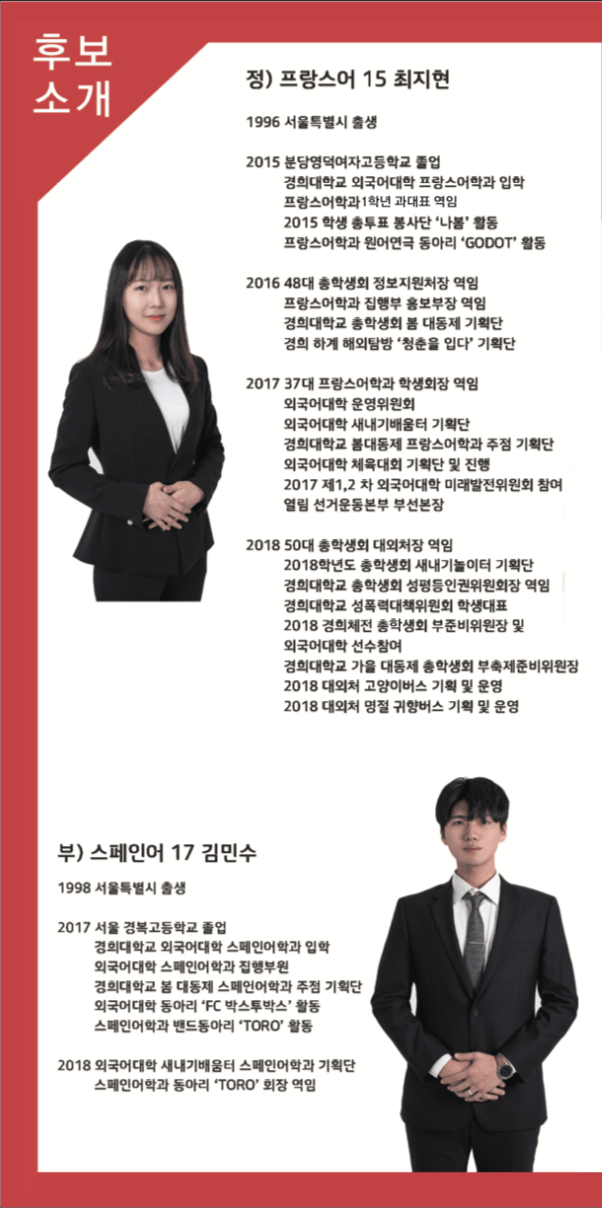 후보
소개
정) 프랑스어 15 최지현
1996 서울특별시 출생
2015 분당영덕여자고등학교 졸업
경희대학교 외국어대학 프랑스어학과 입학
프랑스어학과1학년 과대표 역임
2015 학생 총투표 봉사단 ‘나봄’ 활동
프랑스어학과 원어연극 동아리 ‘GODOT’ 활동
2016 48대 총학생회 정보지원처장 역임
프랑스어학과 집행부 홍보부장 역임
경희대학교 총학생회 봄 대동제 기획단
경희 하계 해외탐방 ‘청춘을 입다’ 기획단
2017 37대 프랑스어학과 학생회장 역임
외국어대학 운영위원회
외국어대학 새내기배움터 기획단
경희대학교 봄대동제 프랑스어학과 주점 기획단
외국어대학 체육대회 기획단 및 진행
2017 제1,2 차 외국어대학 미래발전위원회 참여
열림 선거운동본부 부선본장
2018 50대 총학생회 대외처장 역임
2018학년도 총학생회 새내기놀이터 기획단
경희대학교 총학생회 성평등인권위원회장 역임
경희대학교 성폭력대책위원회 학생대표
2018 경희체전 총학생회 부준비위원장 및
외국어대학 선수참여
경희대학교 가을 대동제 총학생회 부축제준비위원장
2018 대외처 고양이버스 기획 및 운영
2018 대외처 명절 귀향버스 기획 및 운영
부) 스페인어 17 김민수
1998 서울특별시 출생
2017 서울 경복고등학교 졸업
경희대학교 외국어대학 스페인어학과 입학
외국어대학 스페인어학과 집행부원
경희대학교 봄 대동제 스페인어학과 주점 기획단
외국어대학 동아리 ‘FC 박스투박스’ 활동
스페인어학과 밴드동아리 ‘TORO’ 활동
2018 외국어대학 새내기배움터 스페인어학과 기획단
스페인어학과 동아리 ‘TORO’ 회장 역임